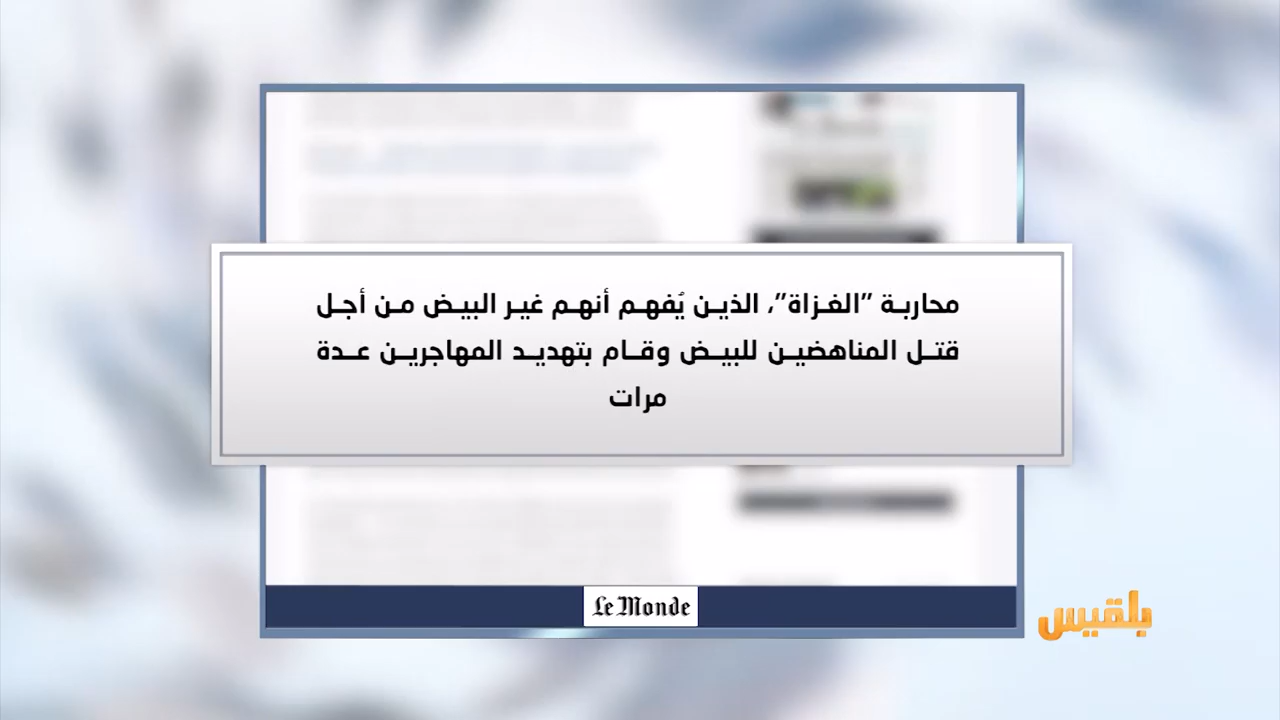 محاربة "الغزاة"، الذين يُفهم أنهم غير البيض من أجل
قتل المناهضين للبيض وقام بتهديد المهاجرين عدة
مرات
Le Monde
بلقيس